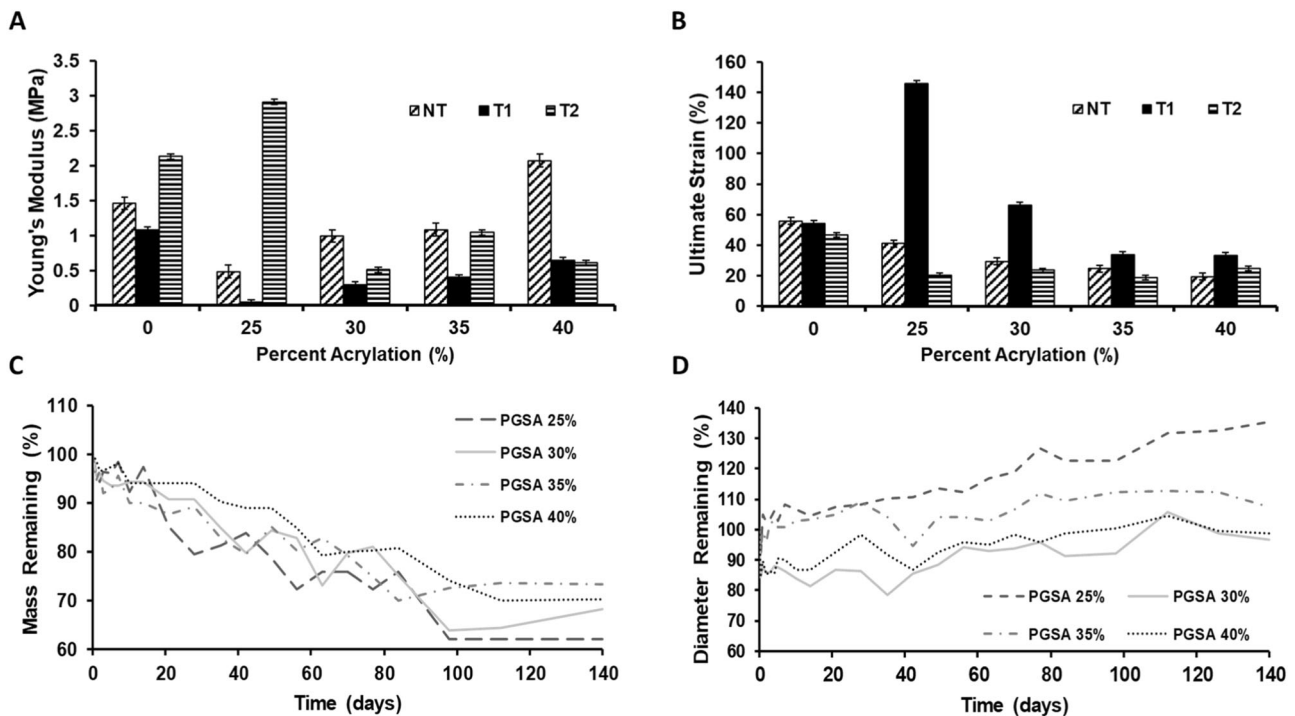 A
Young's Modulus (MPa)
3.5
3
2.5
2
1.5
1
0.5
0
NT T1 T2
0 25 30 35 40
Percent Acrylation (%)
B
Ultimate Strain (%)
160
140
120
100
80
60
40
20
0
NT T1 T2
0 25 30 35 40
Percent Acrylation (%)
C
Mass Remaining (%)
110
100
90
80
70
60
PGSA 25%
PGSA 30%
PGSA 35%
PGSA 40%
0 20 40 60 80 100 120 140
Time (days)
D
Diameter Remaining (%)
140
130
120
110
100
90
80
70
60
PGSA 25% PGSA 30%
PGSA 35% PGSA 40%
0 20 40 60 80 100 120 140
Time (days)